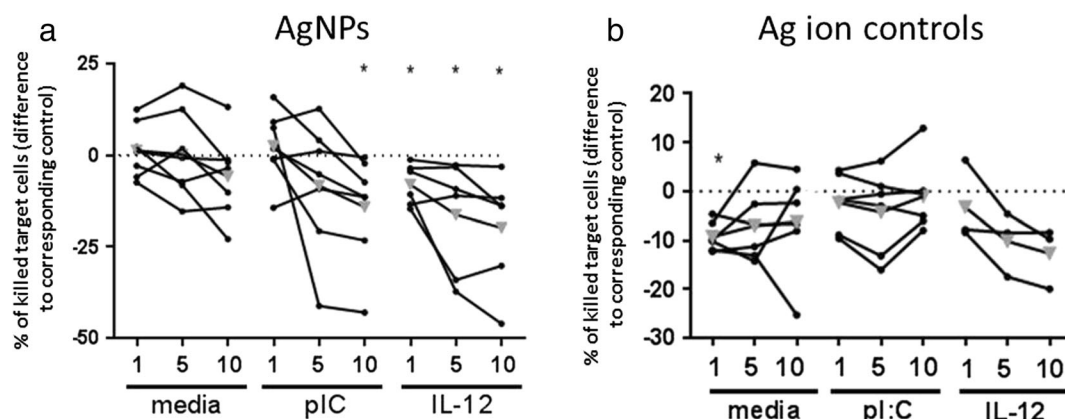 a
AgNPs
% of killed target cells (difference
to corresponding control)
25
0
-25
-50
* * * *
1 5 10 1 5 10 1 5 10
media pIC IL-12
b
Ag ion controls
% of killed target cells (difference
to corresponding control)
20
10
0
-10
-20
-30
*
1 5 10 1 5 10 1 5 10
media pI:C IL-12